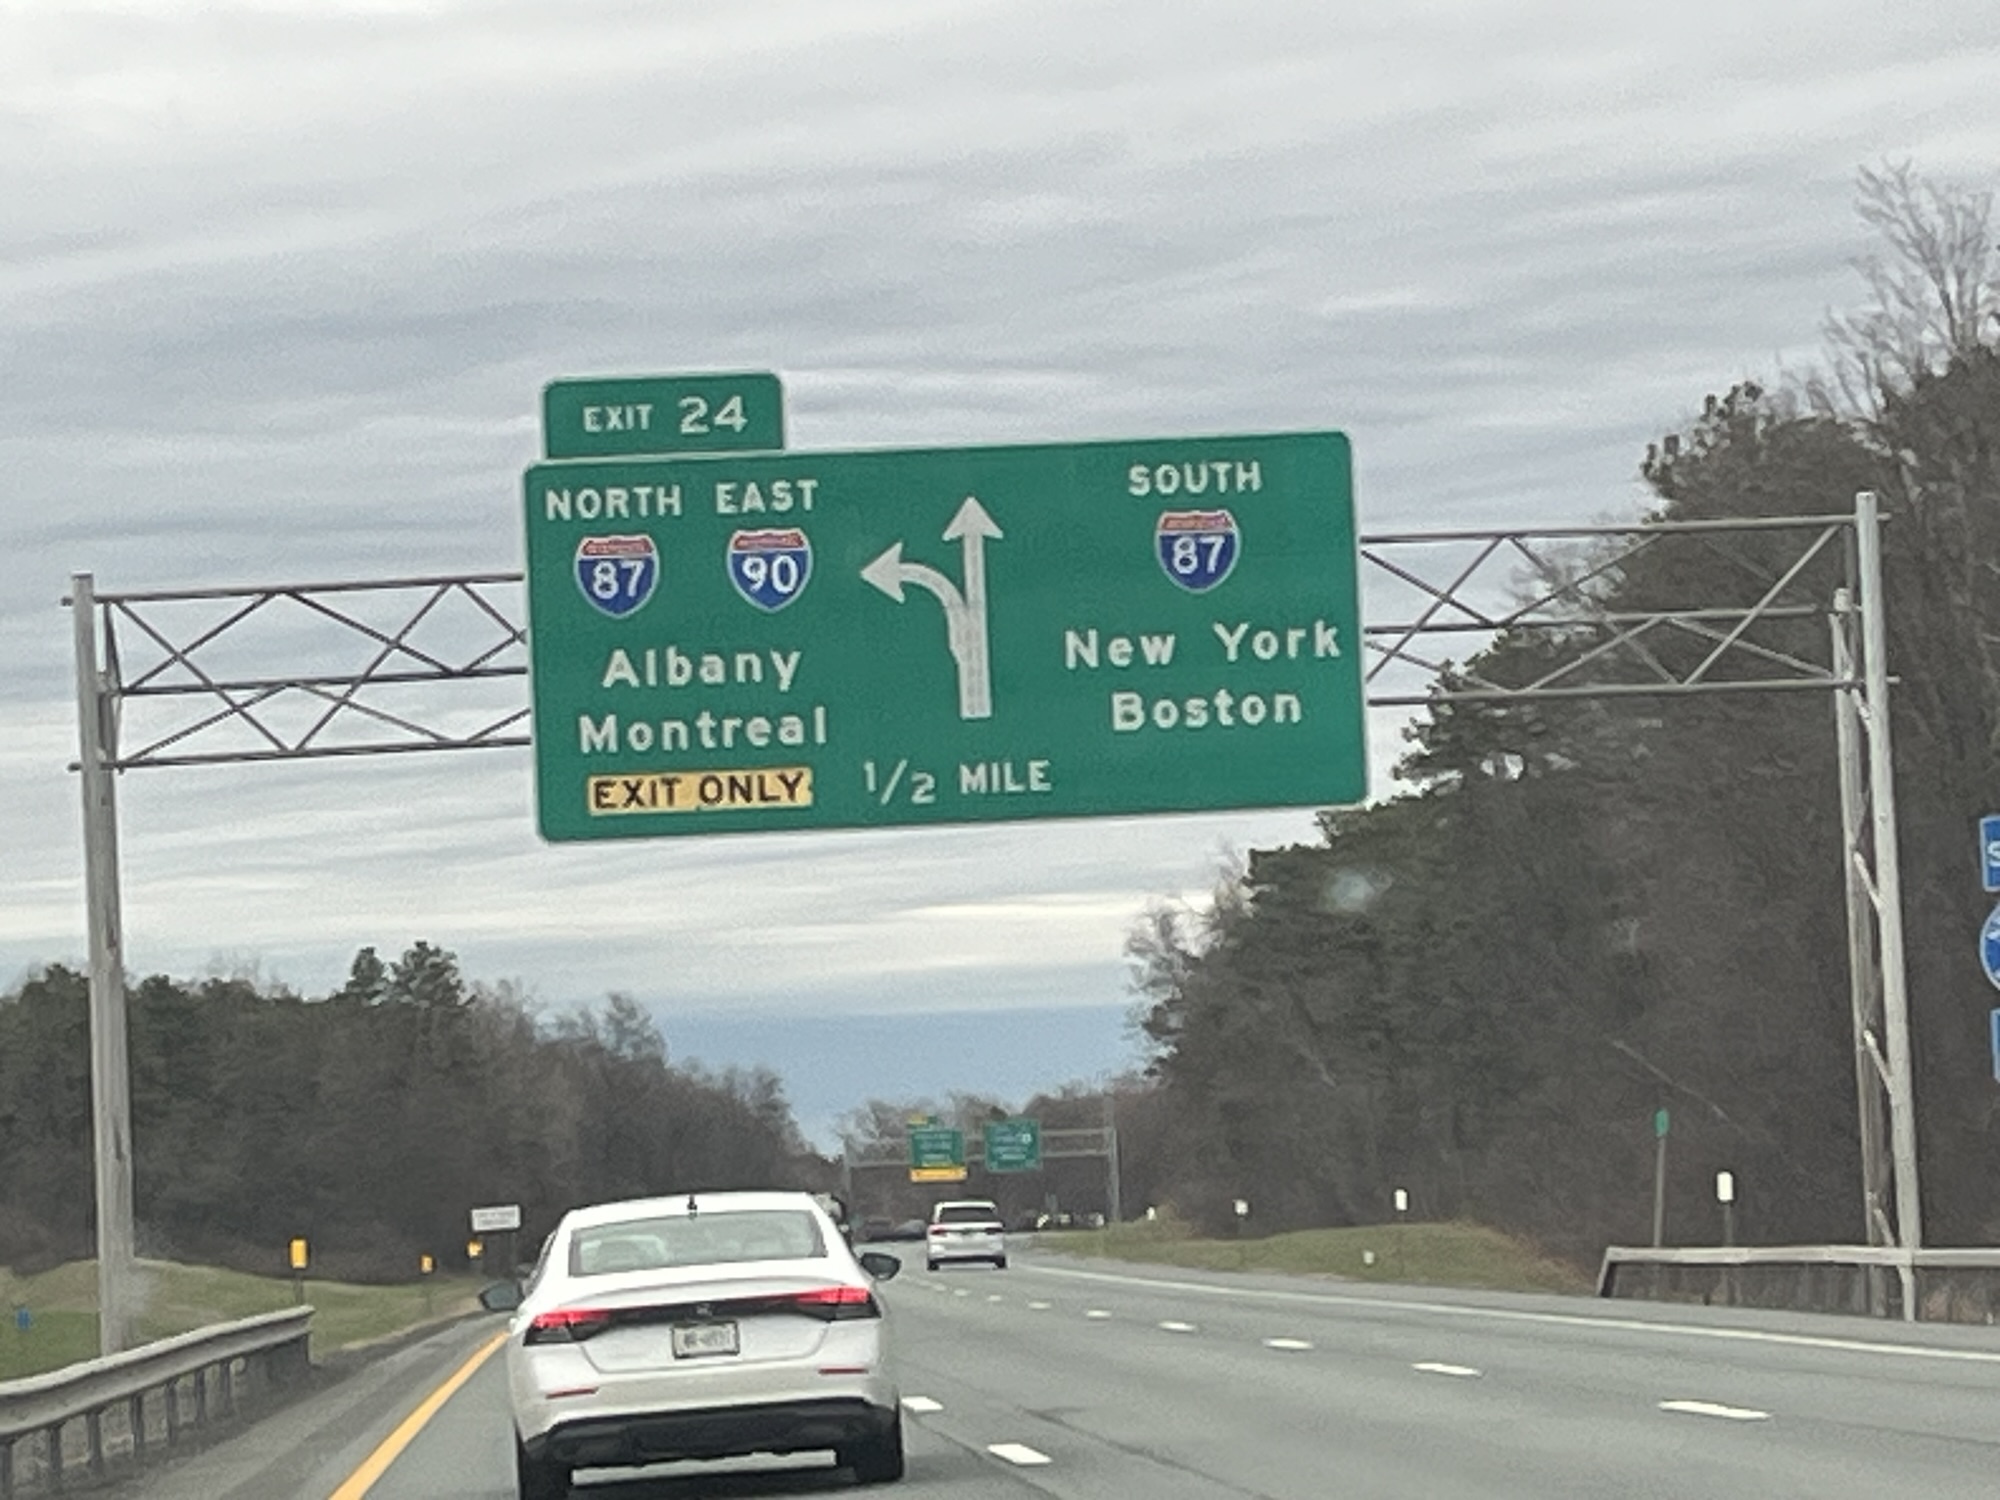 EXIT 24
NORTH EAST
87 90
Albany
Montreal
EXIT ONLY
1/2 MILE
SOUTH
87
New York
Boston